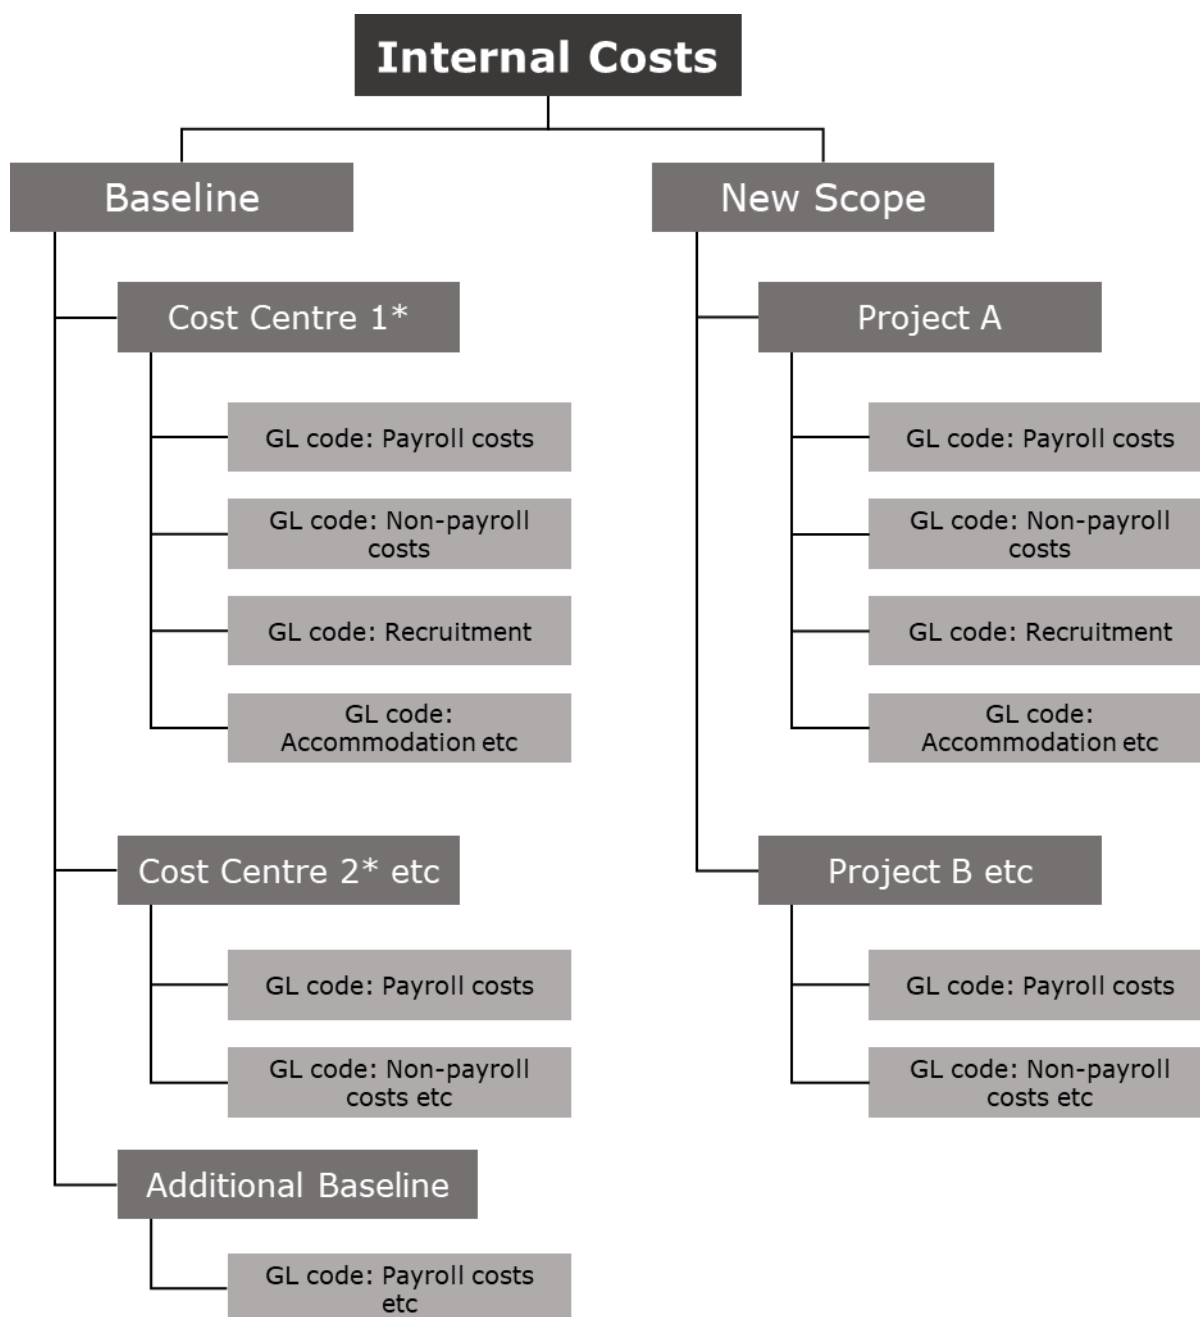 Internal Costs
Baseline
New Scope
Cost Centre 1*
Project A
GL code: Payroll costs
GL code: Payroll costs
GL code: Non-payroll
costs
GL code: Non-payroll
costs
GL code: Recruitment
GL code: Recruitment
GL code:
Accommodation etc
GL code:
Accommodation etc
Cost Centre 2* etc
Project B etc
GL code: Payroll costs
GL code: Payroll costs
GL code: Non-payroll
costs etc
GL code: Non-payroll
costs etc
Additional Baseline
GL code: Payroll costs
etc